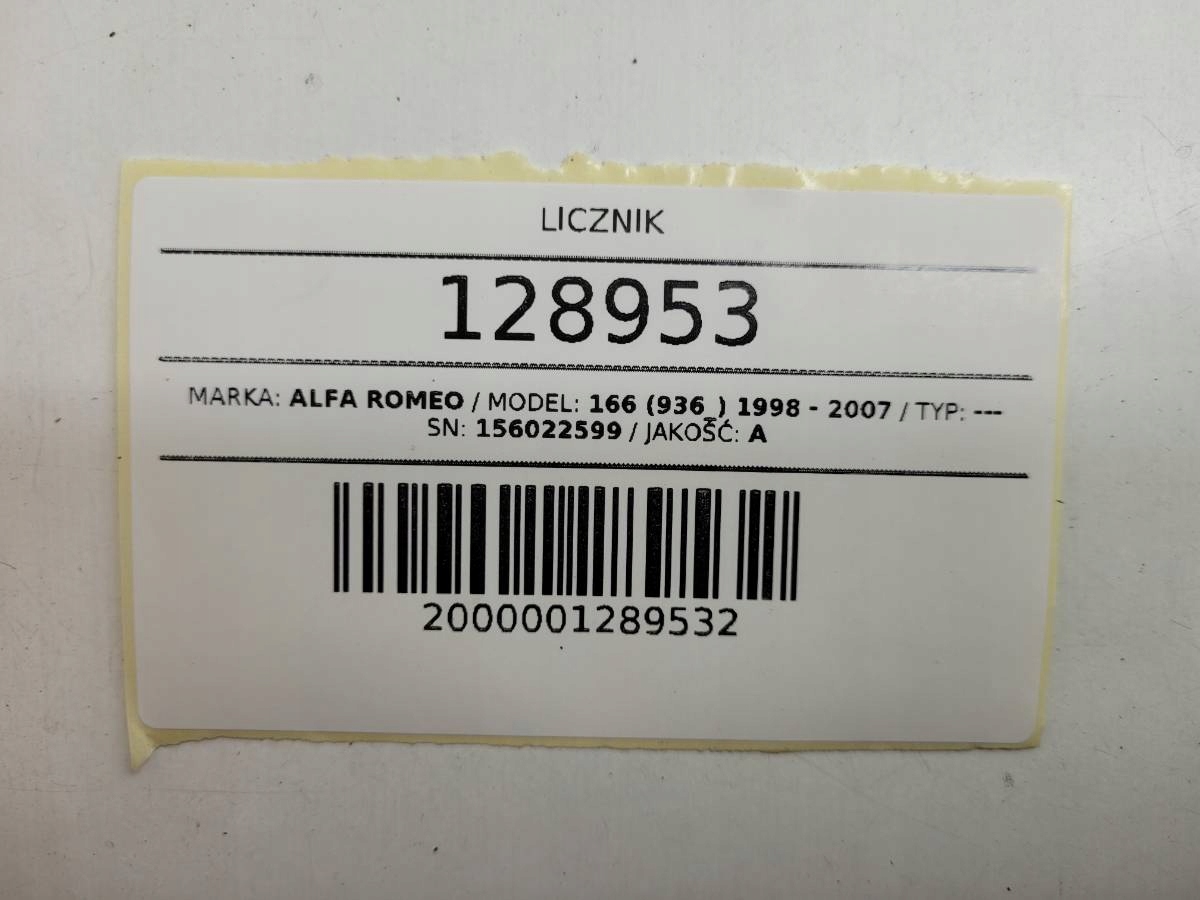 LICZNIK
128953
MARKA: ALFA ROMEO / MODEL: 166 (936_) 1998 - 2007 / TYP: ---
SN: 156022599 / JAKOŚĆ: A
2000001289532